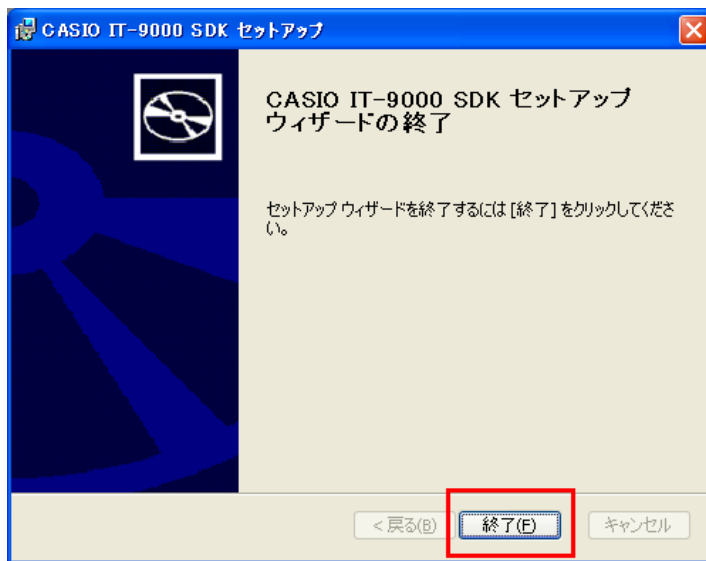 CASIO IT-9000 SDK セットアップ
CASIO IT-9000 SDK セットアップ
ウィザードの終了
セットアップ ウィザードを終了するには [終了] をクリックしてくださ
い。
< 戻る(B)
終了(F)
キャンセル